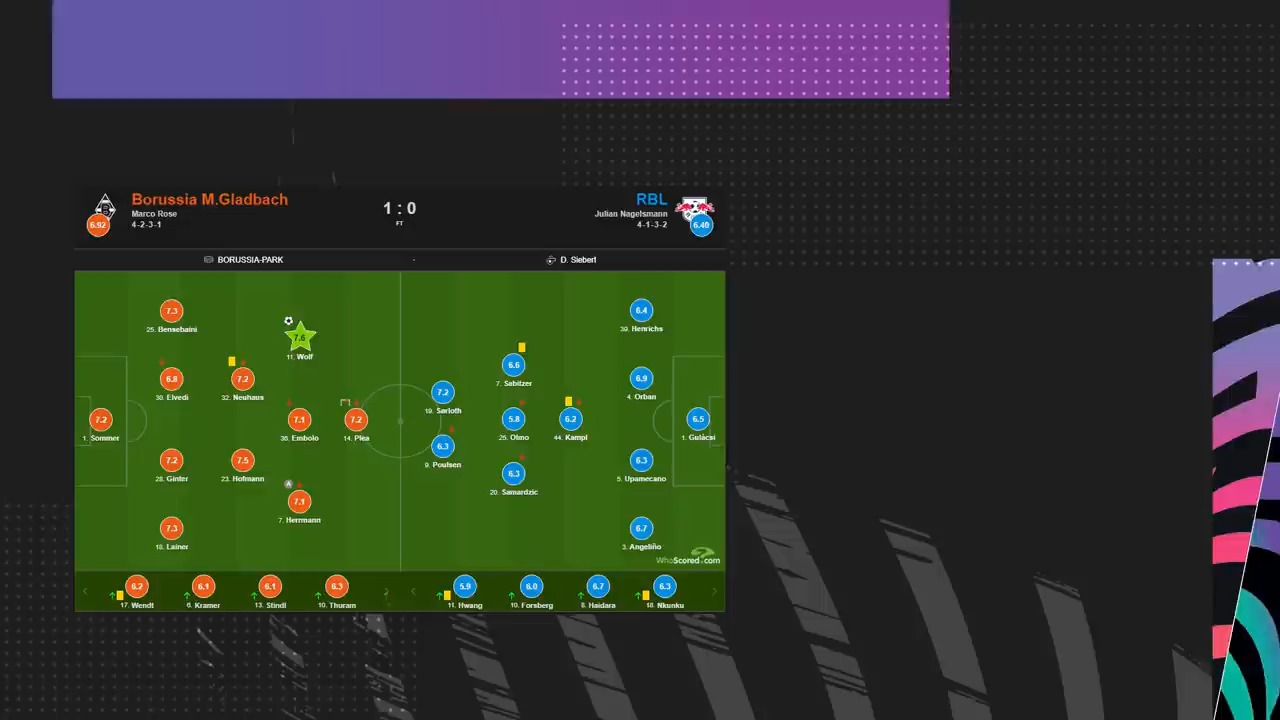 Borussia M.Gladbach
Marco Rose
4-2-3-1
6.92
1 : 0
FT
RBL
Julian Nagelsmann
4-1-3-2
6.40
BORUSSIA-PARK
-
D. Siebert
7.3
25. Bensebaini
6.8
30. Elvedi
7.2
32. Neuhaus
7.6
11. Wolf
7.2
1. Sommer
7.1
36. Embolo
7.2
14. Plea
7.2
28. Ginter
7.5
23. Hofmann
A
7.1
7. Herrmann
7.3
18. Lainer
6.4
39. Henrichs
6.6
7. Sabitzer
7.2
19. Sørloth
6.9
4. Orban
5.8
25. Olmo
6.2
44. Kampl
6.5
1. Gulácsi
6.3
9. Poulsen
6.3
20. Samardzic
6.3
5. Upamecano
6.7
3. Angeliño
WhoScored.com
6.2
17. Wendt
6.1
6. Kramer
6.1
13. Stindl
6.3
10. Thuram
5.9
11. Hwang
6.0
10. Forsberg
6.7
8. Haidara
6.3
18. Nkunku